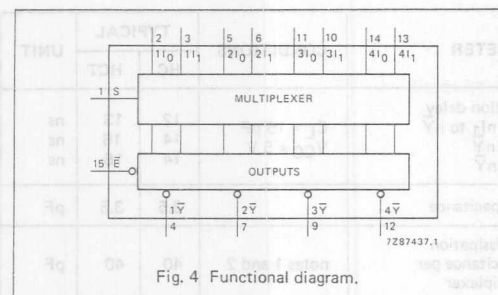 2 3 5 6 11 10 14 13
1I0 1I1 2I0 2I1 3I0 3I1 4I0 4I1
1 S
MULTIPLEXER
15 E̅
OUTPUTS
1Y̅ 2Y̅ 3Y̅ 4Y̅
4 7 9 12
7Z87437.1
Fig. 4 Functional diagram.